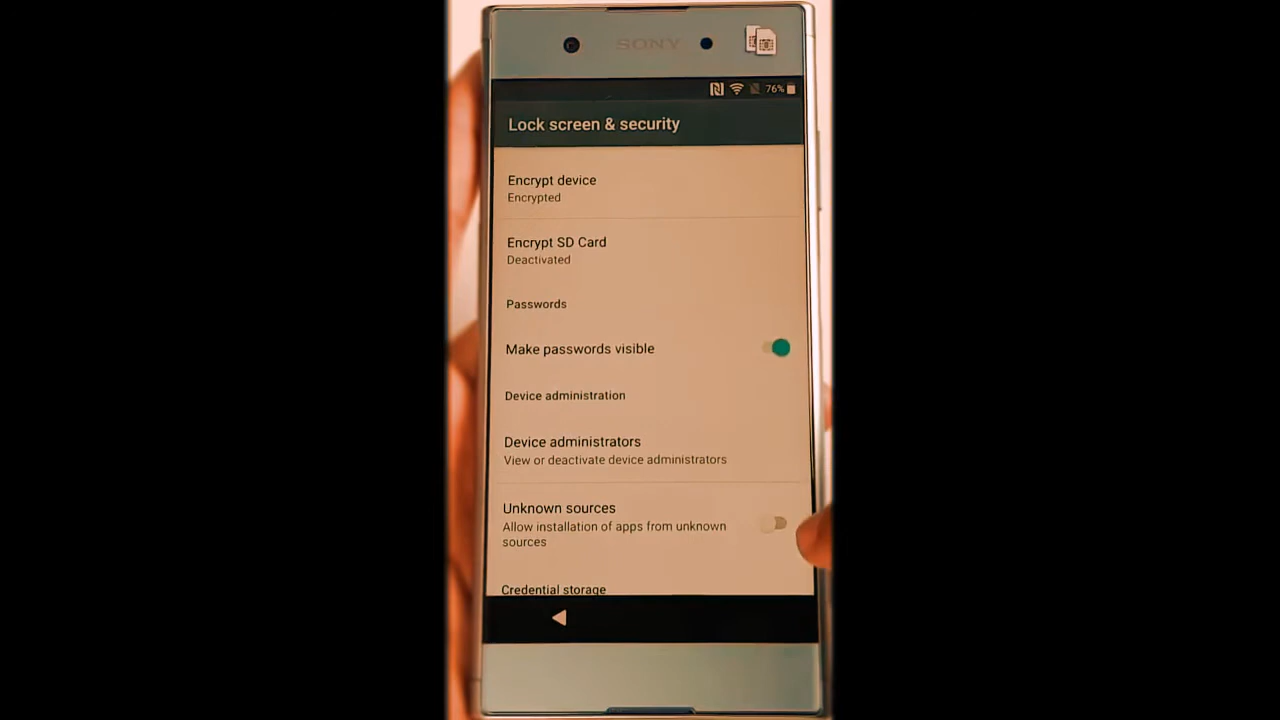 SONY
76%
Lock screen & security
Encrypt device
Encrypted
Encrypt SD Card
Deactivated
Passwords
Make passwords visible
Device administration
Device administrators
View or deactivate device administrators
Unknown sources
Allow installation of apps from unknown
sources
Credential storage